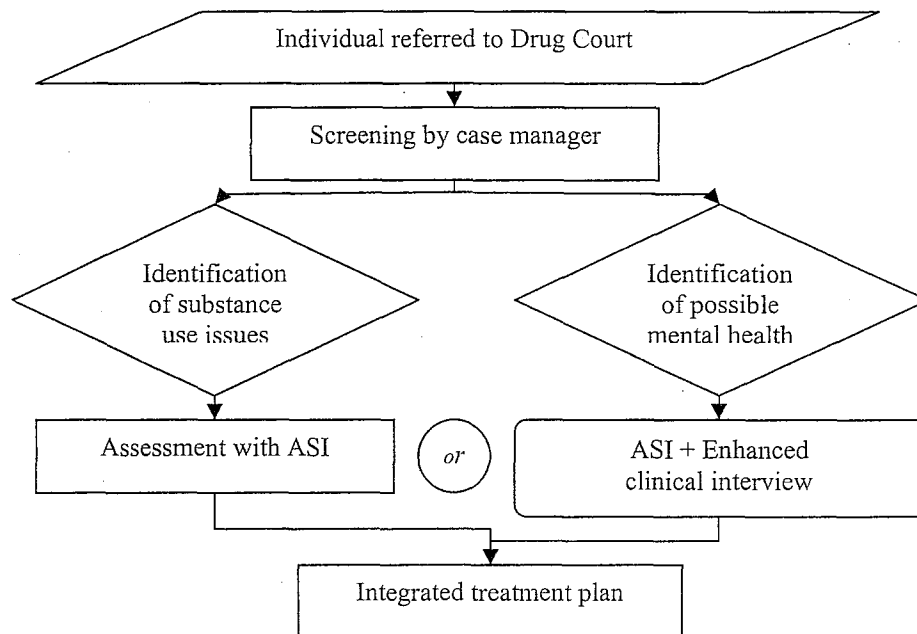 Individual referred to Drug Court
Screening by case manager
Identification
of substance
use issues
Identification
of possible
mental health
Assessment with ASI
or
ASI + Enhanced
clinical interview
Integrated treatment plan